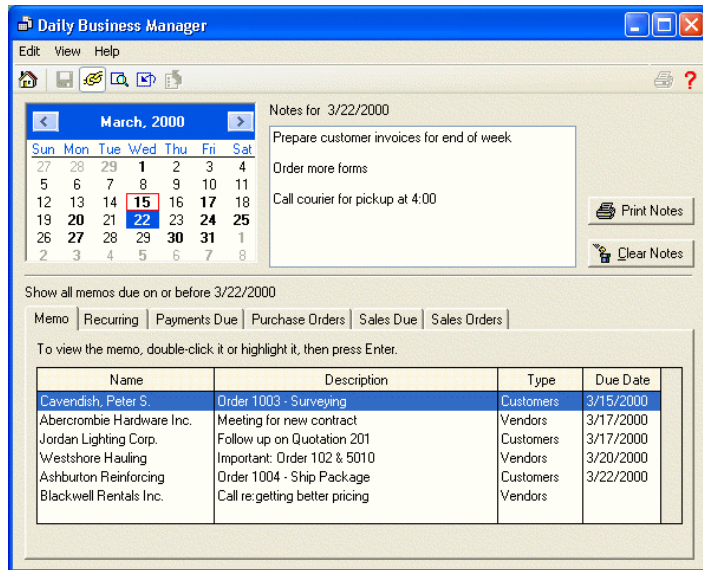 Daily Business Manager
Edit View Help
March, 2000
Sun Mon Tue Wed Thu Fri Sat
27 28 29 1 2 3 4
5 6 7 8 9 10 11
12 13 14 15 16 17 18
19 20 21 22 23 24 25
26 27 28 29 30 31 1
2 3 4 5 6 7 8
Notes for 3/22/2000
Prepare customer invoices for end of week
Order more forms
Call courier for pickup at 4:00
Print Notes
Clear Notes
Show all memos due on or before 3/22/2000
Memo Recurring Payments Due Purchase Orders Sales Due Sales Orders
To view the memo, double-click it or highlight it, then press Enter.
Name Description Type Due Date
Cavendish, Peter S. Order 1003 - Surveying Customers 3/15/2000
Abercrombie Hardware Inc. Meeting for new contract Vendors 3/17/2000
Jordan Lighting Corp. Follow up on Quotation 201 Customers 3/17/2000
Westshore Hauling Important: Order 102 & 5010 Vendors 3/20/2000
Ashburton Reinforcing Order 1004 - Ship Package Customers 3/22/2000
Blackwell Rentals Inc. Call re:getting better pricing Vendors